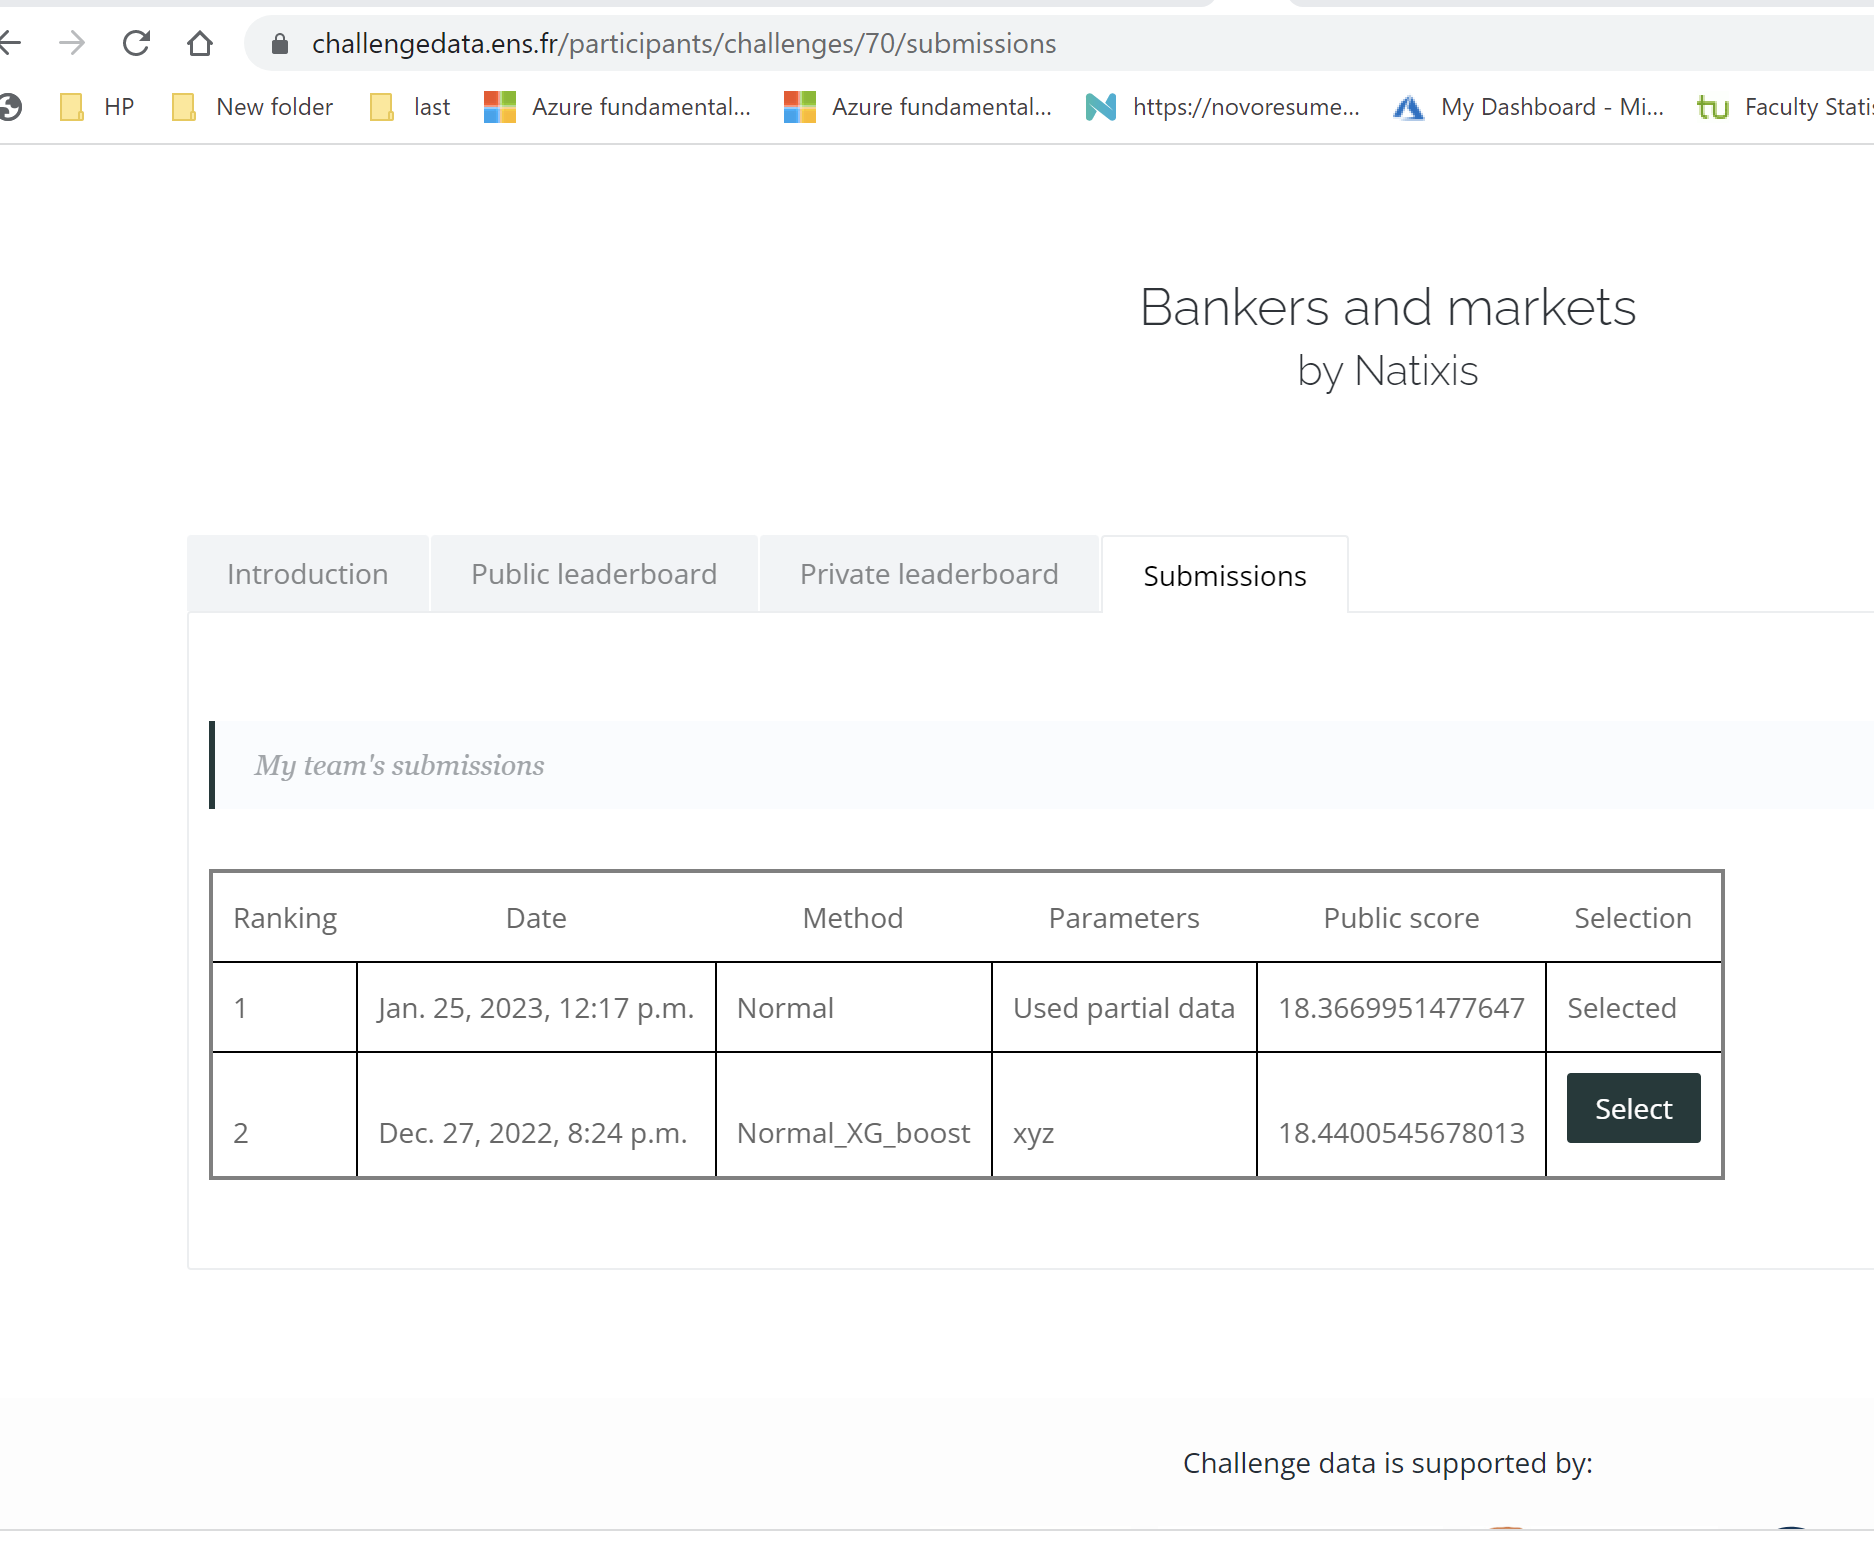 challengedata.ens.fr/participants/challenges/70/submissions
HP New folder last Azure fundamental... Azure fundamental... https://novoresume... My Dashboard - Mi... tu Faculty Statis
Bankers and markets
by Natixis
Introduction Public leaderboard Private leaderboard Submissions
My team's submissions
Ranking Date Method Parameters Public score Selection
1 Jan. 25, 2023, 12:17 p.m. Normal Used partial data 18.3669951477647 Selected
2 Dec. 27, 2022, 8:24 p.m. Normal_XG_boost xyz 18.4400545678013 Select
Challenge data is supported by: